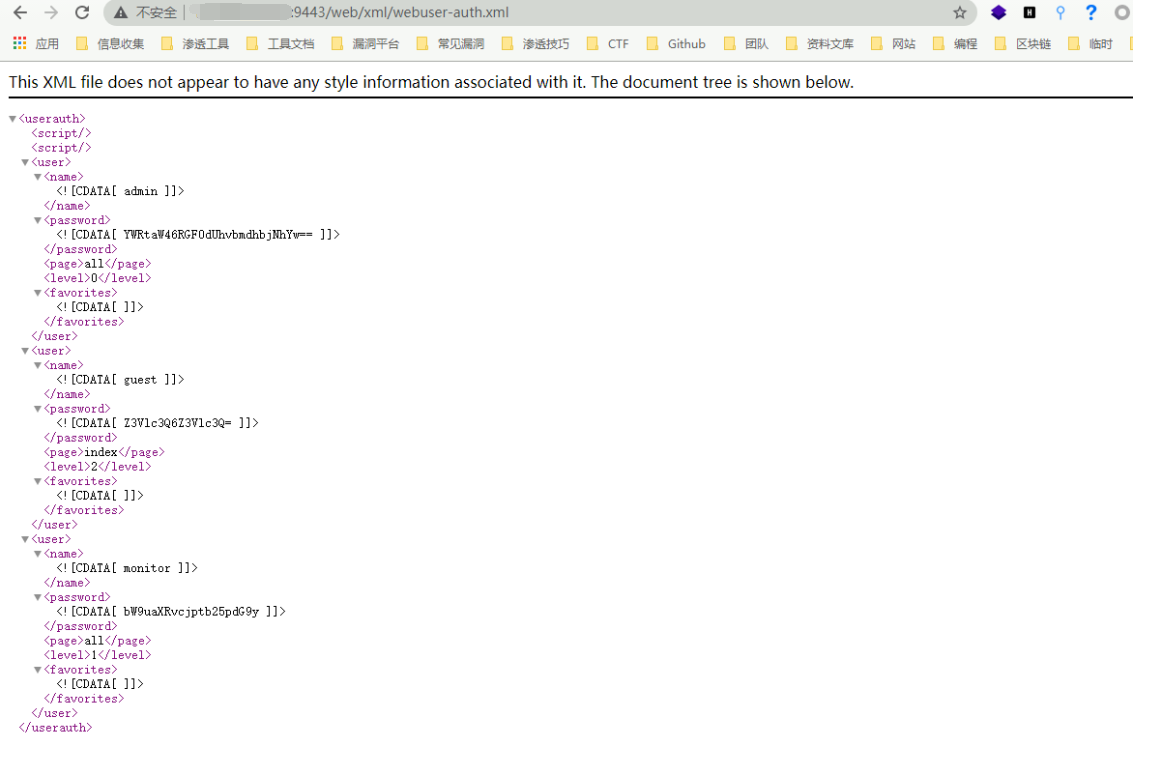 不安全 | :9443/web/xml/webuser-auth.xml
应用 信息收集 渗透工具 工具文档 漏洞平台 常见漏洞 渗透技巧 CTF Github 团队 资料文库 网站 编程 区块链 临时
This XML file does not appear to have any style information associated with it. The document tree is shown below.
▼<userauth>
<script/>
<script/>
▼<user>
▼<name>
<![CDATA[ admin ]]>
</name>
▼<password>
<![CDATA[ YWRtaW46RGF0dUhvbmdhbjNhYw== ]]>
</password>
<page>all</page>
<level>0</level>
▼<favorites>
<![CDATA[ ]]>
</favorites>
</user>
▼<user>
▼<name>
<![CDATA[ guest ]]>
</name>
▼<password>
<![CDATA[ Z3Vlc3Q6Z3Vlc3Q= ]]>
</password>
<page>index</page>
<level>2</level>
▼<favorites>
<![CDATA[ ]]>
</favorites>
</user>
▼<user>
▼<name>
<![CDATA[ monitor ]]>
</name>
▼<password>
<![CDATA[ bW9uaXRvcjptb25pdG9y ]]>
</password>
<page>all</page>
<level>1</level>
▼<favorites>
<![CDATA[ ]]>
</favorites>
</user>
</userauth>